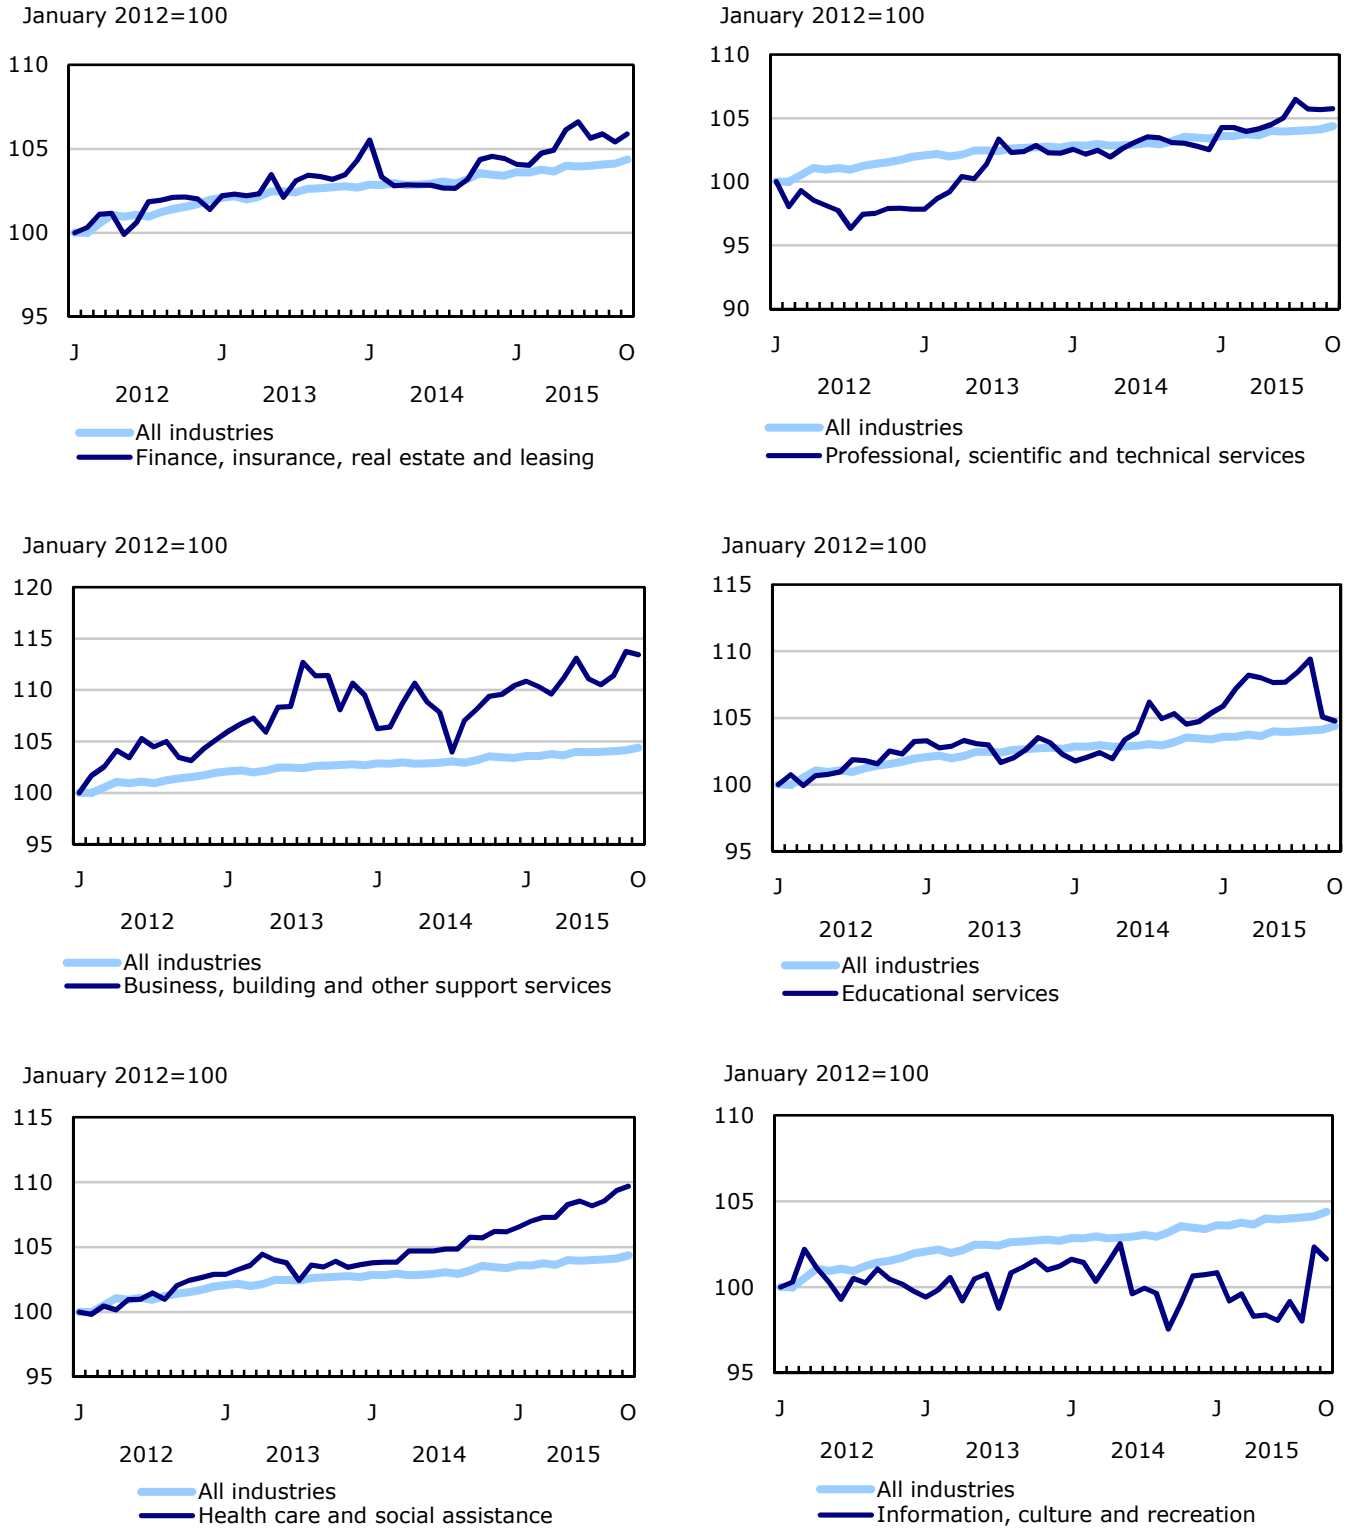 January 2012=100
110
105
100
95
J J J J O
2012 2013 2014 2015
All industries
Finance, insurance, real estate and leasing
January 2012=100
110
105
100
95
90
J J J J O
2012 2013 2014 2015
All industries
Professional, scientific and technical services
January 2012=100
120
115
110
105
100
95
J J J J O
2012 2013 2014 2015
All industries
Business, building and other support services
January 2012=100
115
110
105
100
95
J J J J O
2012 2013 2014 2015
All industries
Educational services
January 2012=100
115
110
105
100
95
J J J J O
2012 2013 2014 2015
All industries
Health care and social assistance
January 2012=100
110
105
100
95
J J J J O
2012 2013 2014 2015
All industries
Information, culture and recreation